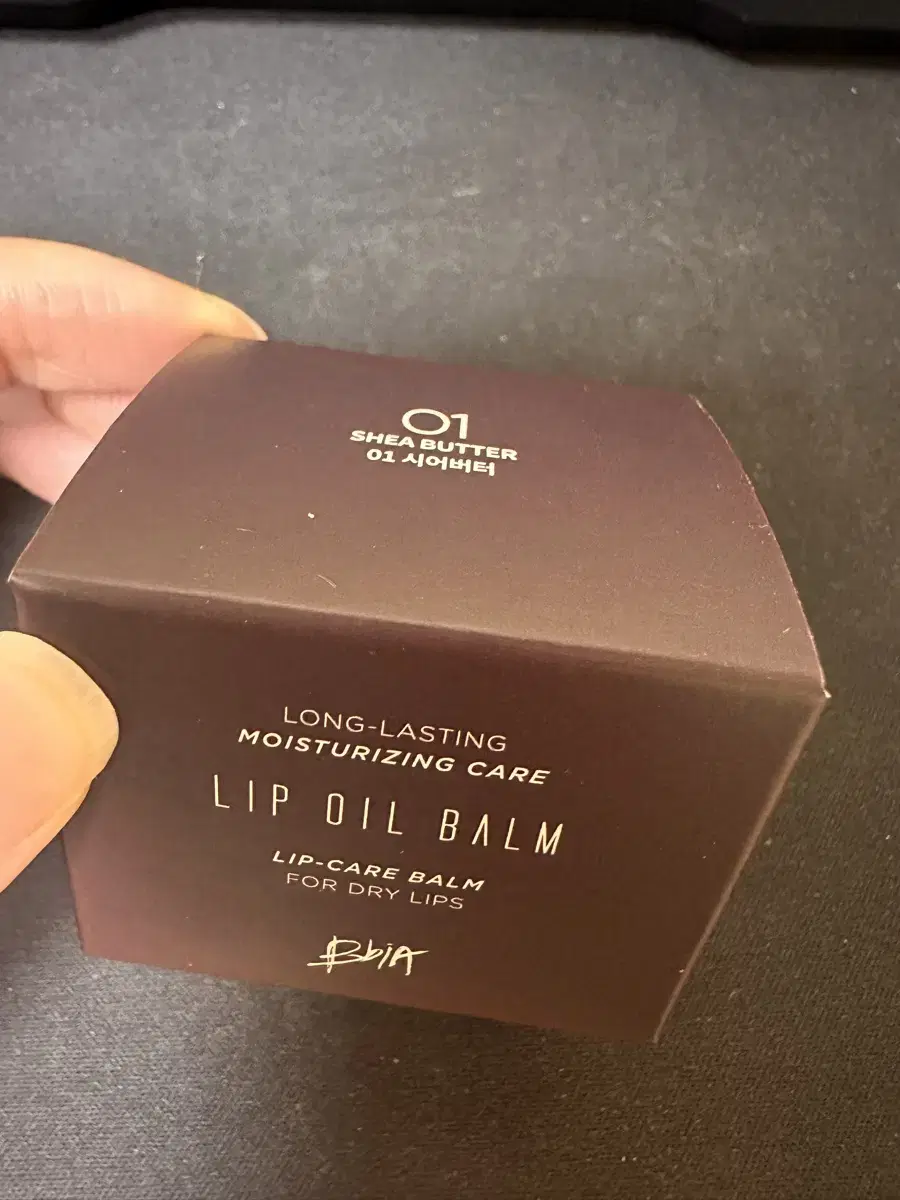 01
SHEA BUTTER
01 시어버터
LONG-LASTING
MOISTURIZING CARE
LIP OIL BALM
LIP-CARE BALM
FOR DRY LIPS
BbiA